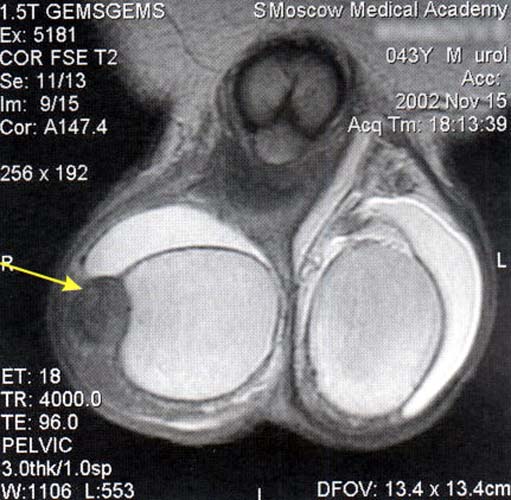 1.5T GEMSGEMS
Ex: 5181
COR FSE T2
Se: 11/13
Im: 9/15
Cor: A147.4
256 x 192
S Moscow Medical Academy
043Y M urol
Acc:
2002 Nov 15
Acq Tm: 18:13:39
R
L
ET: 18
TR: 4000.0
TE: 96.0
PELVIC
3.0thk/1.0sp
W:1106 L:553
DFOV: 13.4 x 13.4cm